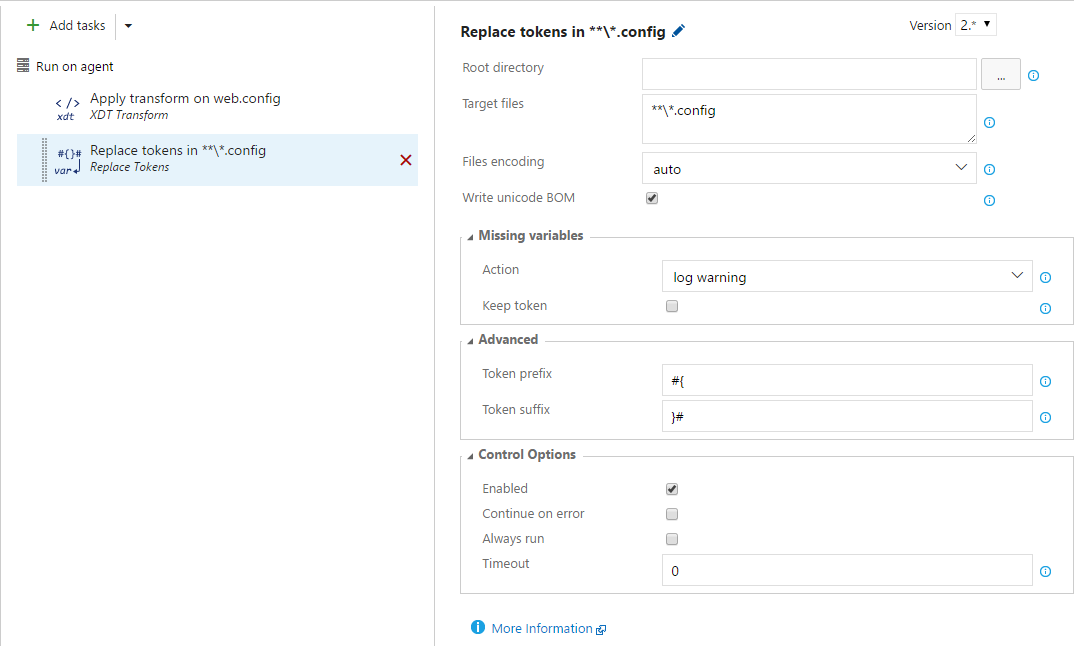 + Add tasks
Run on agent
</> xdt
Apply transform on web.config
XDT Transform
#{}# var
Replace tokens in **\*.config
Replace Tokens
Replace tokens in **\*.config
Version 2.*
Root directory
...
Target files
**\*.config
Files encoding
auto
Write unicode BOM
Missing variables
Action
log warning
Keep token
Advanced
Token prefix
#{
Token suffix
}#
Control Options
Enabled
Continue on error
Always run
Timeout
0
More Information